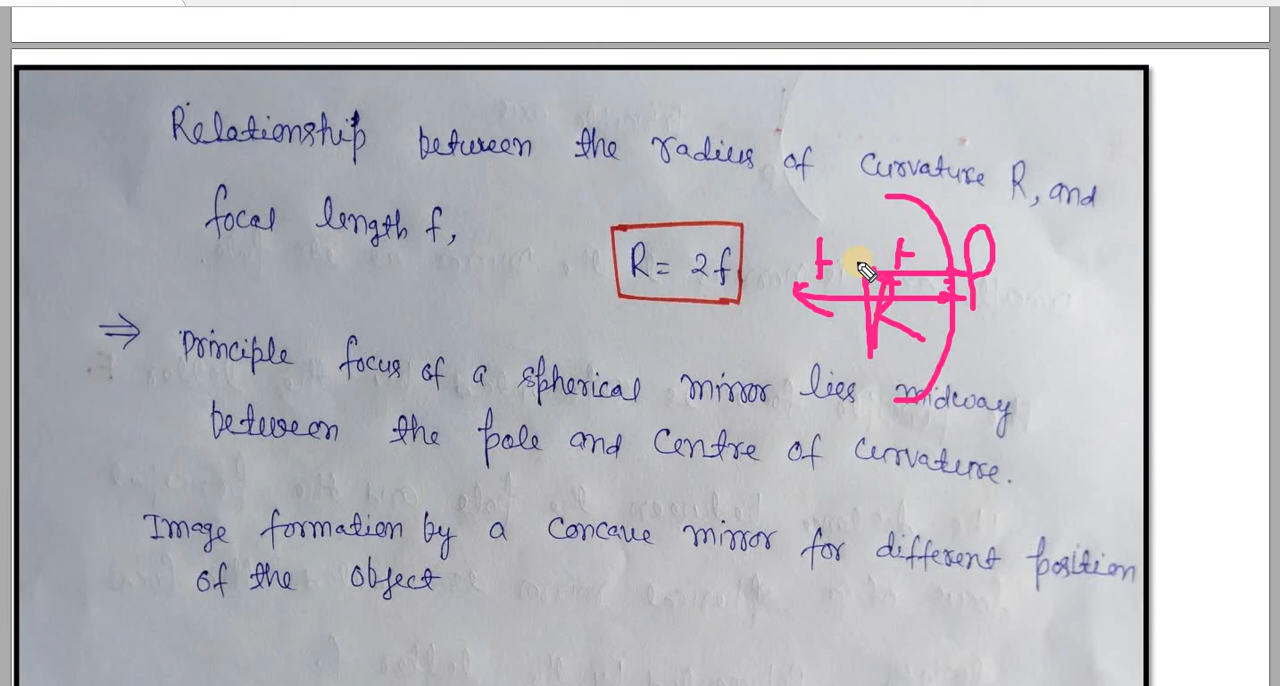 Relationship between the radius of curvature R, and
focal length f,
R = 2f
P
R
⇒ Principle focus of a spherical mirror lies midway
between the pole and centre of curvature.
Image formation by a concave mirror for different position
of the object